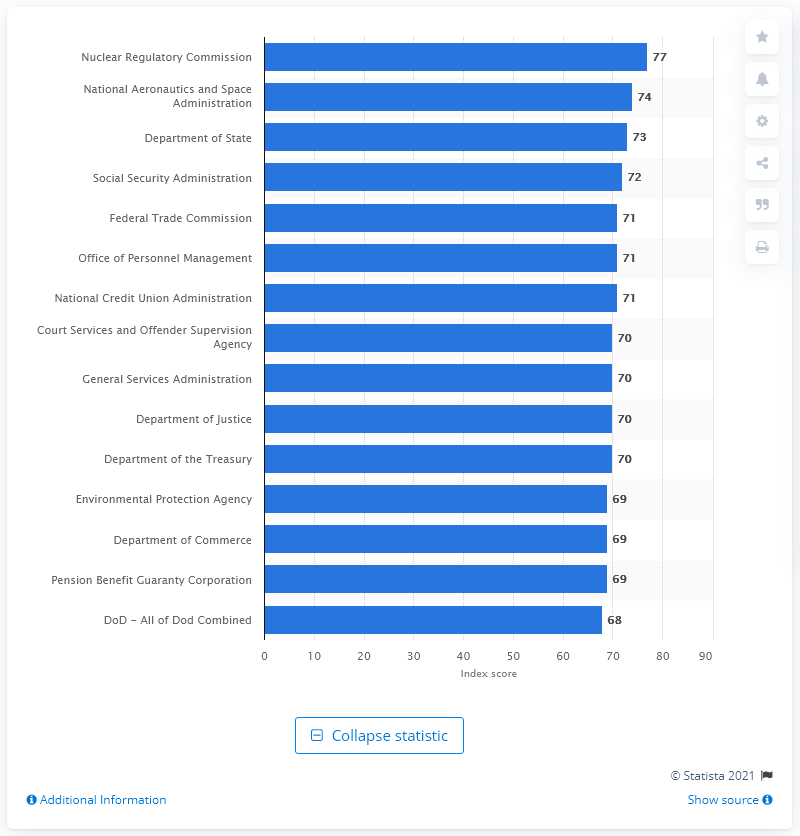 Nuclear Regulatory Commission 77
National Aeronautics and Space
Administration 74
Department of State 73
Social Security Administration 72
Federal Trade Commission 71
Office of Personnel Management 71
National Credit Union Administration 71
Court Services and Offender Supervision
Agency 70
General Services Administration 70
Department of Justice 70
Department of the Treasury 70
Environmental Protection Agency 69
Department of Commerce 69
Pension Benefit Guaranty Corporation 69
DoD - All of Dod Combined 68
0 10 20 30 40 50 60 70 80 90
Index score
Collapse statistic
© Statista 2021
Additional Information
Show source